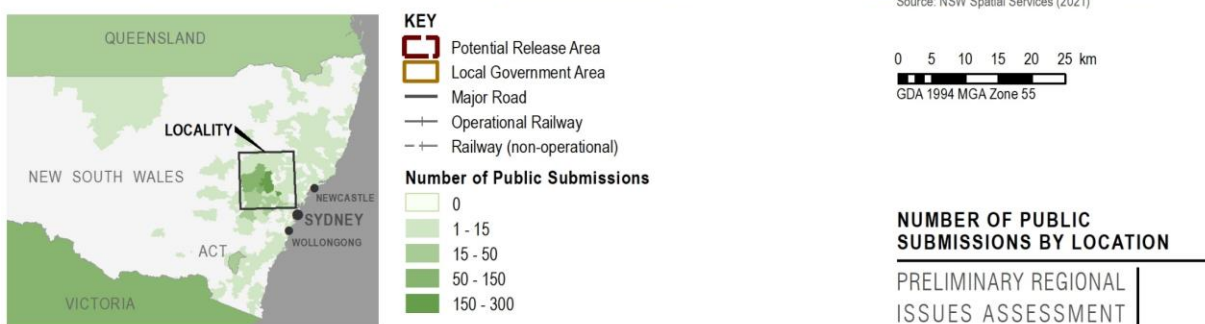 QUEENSLAND
LOCALITY
NEW SOUTH WALES
NEWCASTLE
SYDNEY
WOLLONGONG
ACT
VICTORIA
KEY
Potential Release Area
Local Government Area
Major Road
Operational Railway
Railway (non-operational)
Number of Public Submissions
0
1 - 15
15 - 50
50 - 150
150 - 300
Source: NSW Spatial Services (2021)
0 5 10 15 20 25 km
GDA 1994 MGA Zone 55
NUMBER OF PUBLIC
SUBMISSIONS BY LOCATION
PRELIMINARY REGIONAL
ISSUES ASSESSMENT